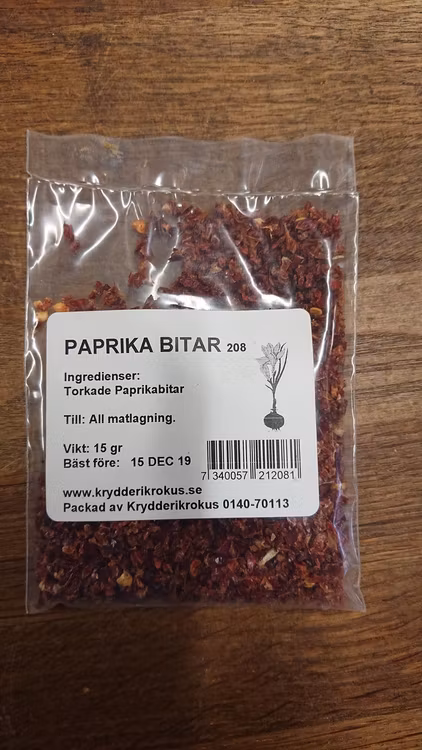 PAPRIKA BITAR 208
Ingredienser:
Torkade Paprikabitar
Till: All matlagning.
Vikt: 15 gr
Bäst före: 15 DEC 19
7 340057 212081
www.krydderikrokus.se
Packad av Krydderikrokus 0140-70113